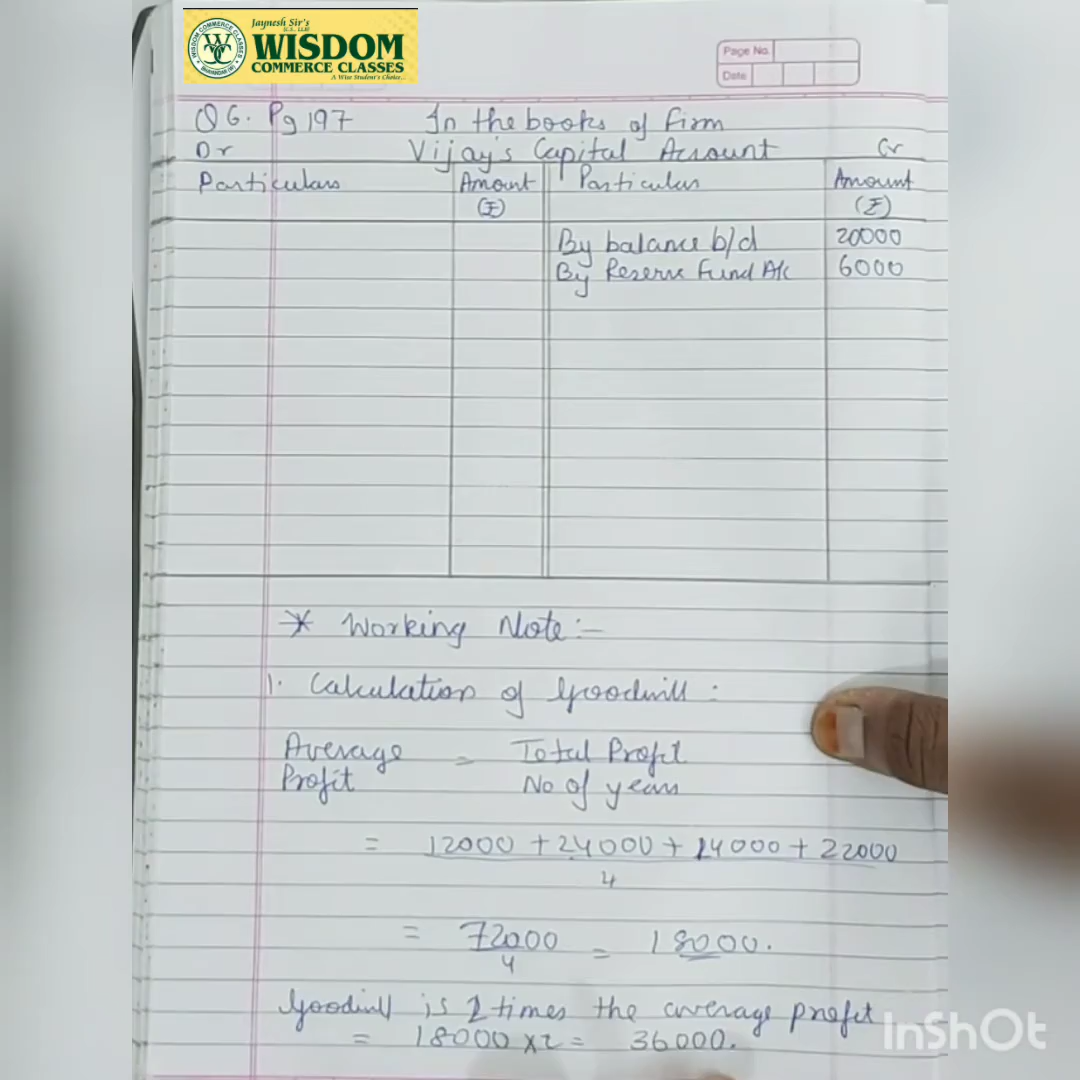 Jaynesh Sir's
WISDOM
COMMERCE CLASSES
A Wise Student's Choice...
Page No.
Date
Q6. Pg 197 In the books of Firm
Dr Vijay's Capital Account Cr
Particulars Amount (₹) Particulars Amount (₹)
By balance b/d 20000
By Reserve Fund A/c 6000
* Working Note :-
1. Calculation of Goodwill :
Average Profit = Total Profit
No of years
= 12000 + 24000 + 14000 + 22000
4
= 72000 = 18000.
4
Goodwill is 2 times the average profit
= 18000 x 2 = 36000.
InShOt